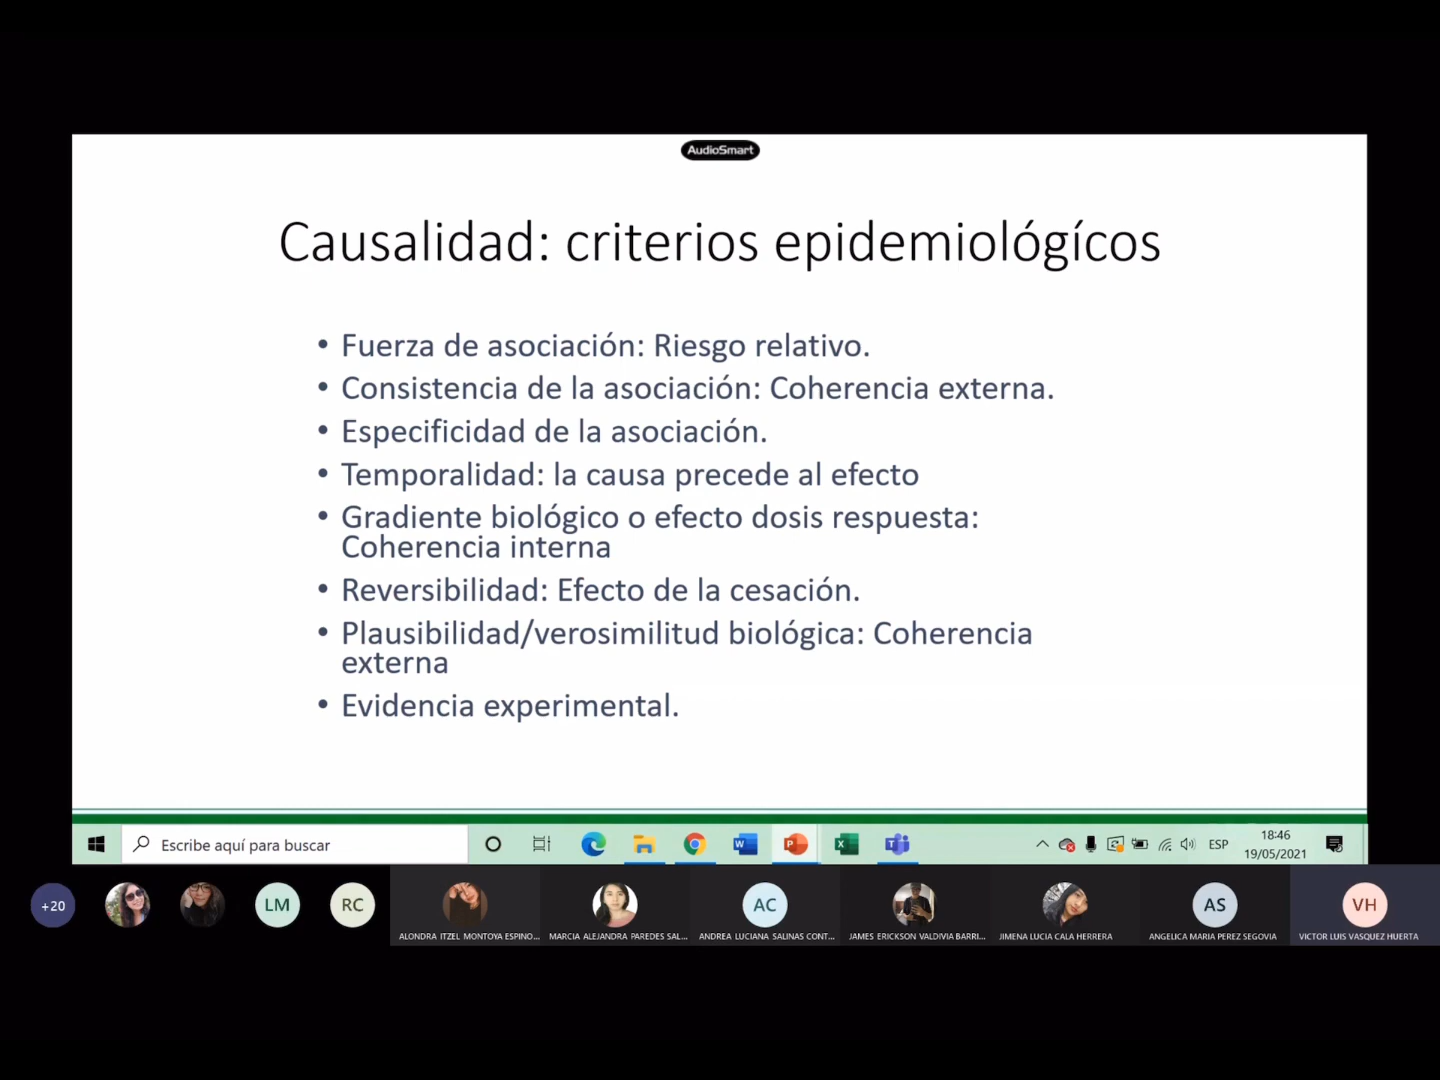 AudioSmart
Causalidad: criterios epidemiológícos
• Fuerza de asociación: Riesgo relativo.
• Consistencia de la asociación: Coherencia externa.
• Especificidad de la asociación.
• Temporalidad: la causa precede al efecto
• Gradiente biológico o efecto dosis respuesta:
Coherencia interna
• Reversibilidad: Efecto de la cesación.
• Plausibilidad/verosimilitud biológica: Coherencia
externa
• Evidencia experimental.
Escribe aquí para buscar
ESP
18:46
19/05/2021
+20
LM
RC
AC
AS
VH
ALONDRA ITZEL MONTOYA ESPINO...
MARCIA ALEJANDRA PAREDES SAL...
ANDREA LUCIANA SALINAS CONT...
JAMES ERICKSON VALDIVIA BARRI...
JIMENA LUCIA CALA HERRERA
ANGELICA MARIA PEREZ SEGOVIA
VICTOR LUIS VASQUEZ HUERTA